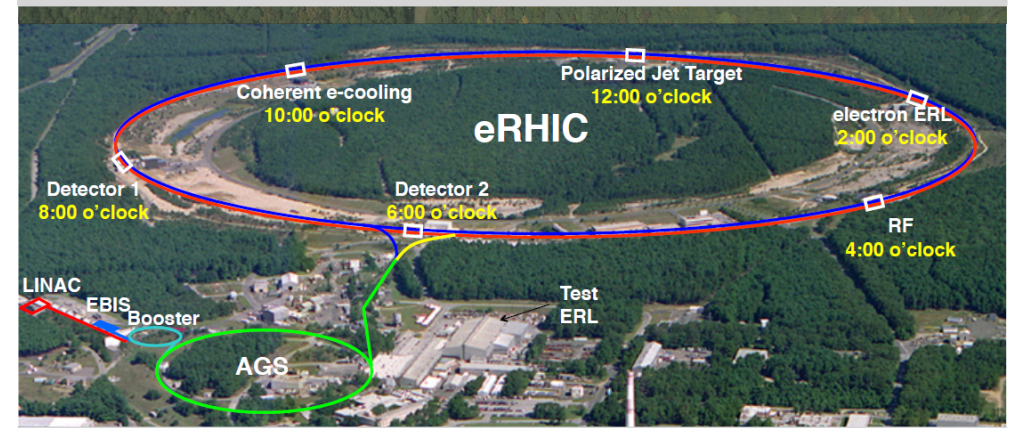 Polarized Jet Target
12:00 o'clock
Coherent e-cooling
10:00 o'clock
eRHIC
electron ERL
2:00 o'clock
Detector 1
8:00 o'clock
Detector 2
6:00 o'clock
RF
4:00 o'clock
LINAC
EBIS
Booster
Test
ERL
AGS